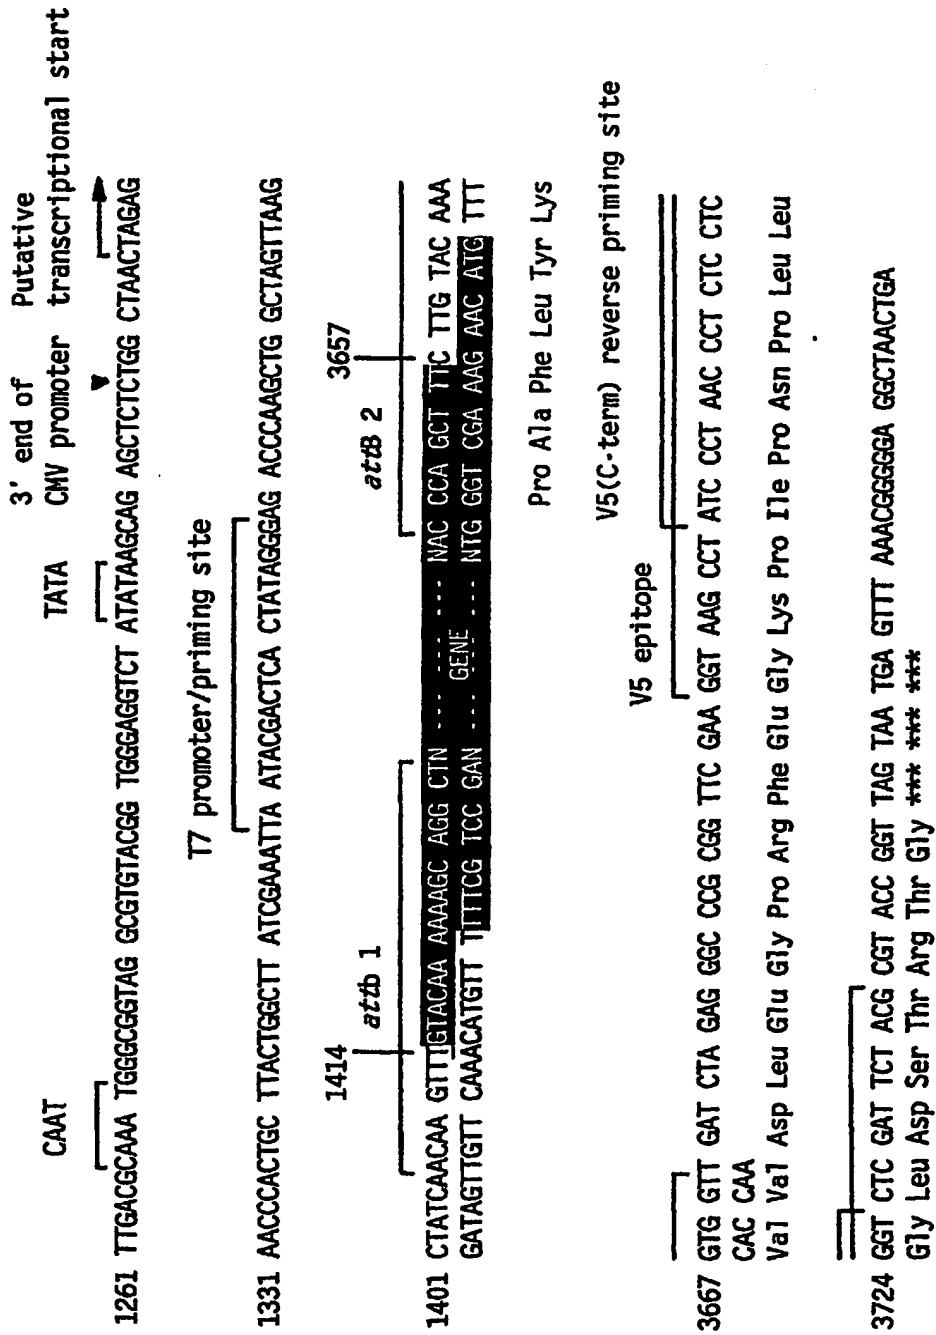 3' end of Putative
CAAT TATA CMV promoter transcriptional start
1261 TTGACGCAAA TGGGCGGTAG GCGTGTACGG TGGGAGGTCT ATATAAGCAG AGCTCTCTGG CTAACTAGAG
T7 promoter/priming site
1331 AACCCACTGC TTACTGGCTT ATCGAAATTA ATACGACTCA CTATAGGGAG ACCCAAGCTG GCTAGTTAAG
1414 3657
attb 1 attB 2
1401 CTATCAACAA GTTTGTACAAA AAAGC AGG CTN --- --- --- NAC CCA GCT TTC TTG TAC AAA
GENE
GATAGTTGTT CAAACATGTT TTTTCG TCC GAN --- --- --- NTG GGT CGA AAG AAC ATG TTT
Pro Ala Phe Leu Tyr Lys
V5(C-term) reverse priming site
V5 epitope
3667 GTG GTT GAT CTA GAG GGC CCG CGG TTC GAA GGT AAG CCT ATC CCT AAC CCT CTC CTC
CAC CAA
Val Val Asp Leu Glu Gly Pro Arg Phe Glu Gly Lys Pro Ile Pro Asn Pro Leu Leu
3724 GGT CTC GAT TCT ACG CGT ACC GGT TAG TAA TGA GTTT AAACGGGGGA GGCTAACTGA
Gly Leu Asp Ser Thr Arg Thr Gly *** *** ***